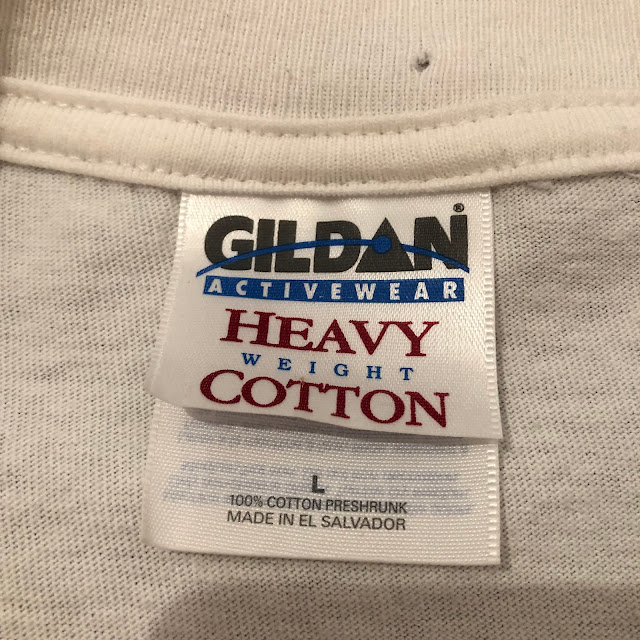 GILDAN®
ACTIVEWEAR
HEAVY
WEIGHT
COTTON
L
100% COTTON PRESHRUNK
MADE IN EL SALVADOR